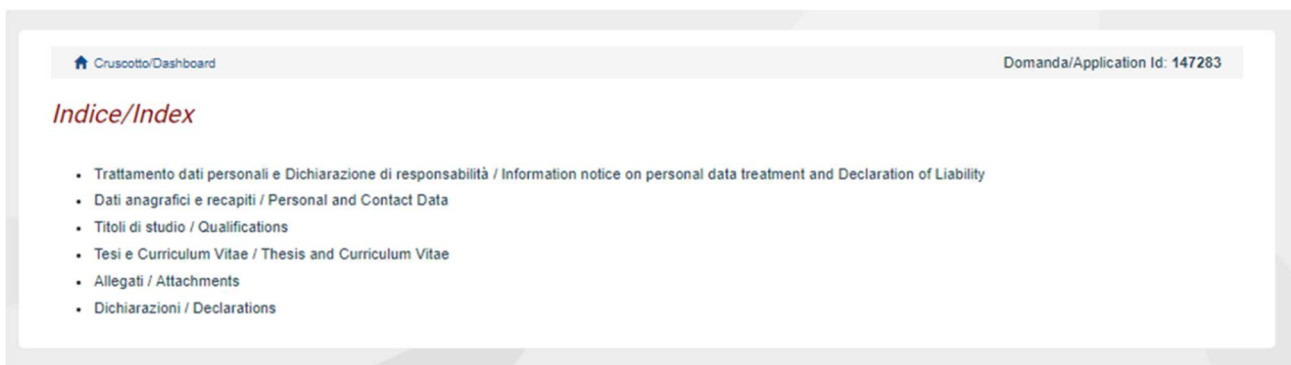 Cruscotto/Dashboard
Domanda/Application Id: 147283
Indice/Index
Trattamento dati personali e Dichiarazione di responsabilità / Information notice on personal data treatment and Declaration of Liability
Dati anagrafici e recapiti / Personal and Contact Data
Titoli di studio / Qualifications
Tesi e Curriculum Vitae / Thesis and Curriculum Vitae
Allegati / Attachments
Dichiarazioni / Declarations